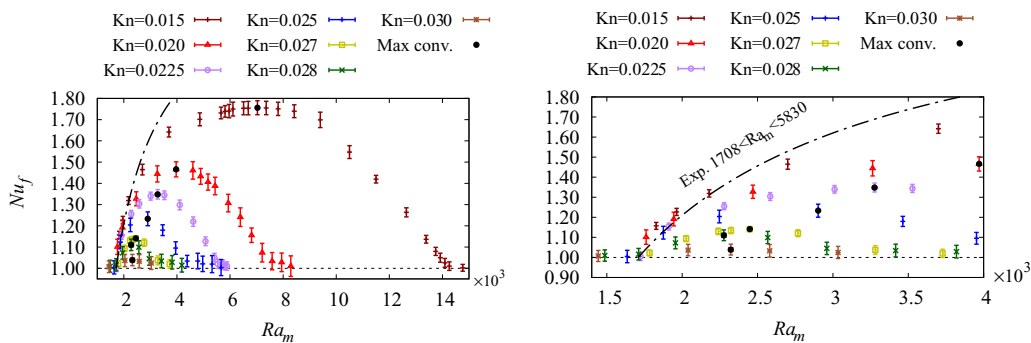 Kn=0.015 Kn=0.025 Kn=0.030
Kn=0.020 Kn=0.027 Max conv.
Kn=0.0225 Kn=0.028
1.80
1.70
1.60
1.50
1.40
1.30
1.20
1.10
1.00
Nu_f
2 4 6 8 10 12 14
×10³
Ra_m
Kn=0.015 Kn=0.025 Kn=0.030
Kn=0.020 Kn=0.027 Max conv.
Kn=0.0225 Kn=0.028
1.80
1.70
1.60
1.50
1.40
1.30
1.20
1.10
1.00
0.90
Exp. 1708<Ra_m<5830
1.5 2 2.5 3 3.5 4
×10³
Ra_m